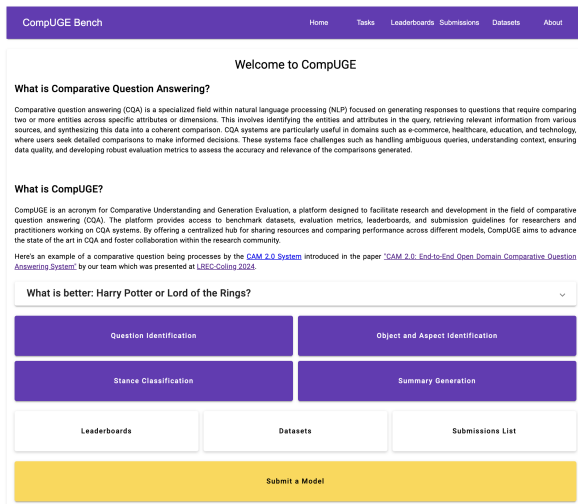 CompUGE Bench
Home Tasks Leaderboards Submissions Datasets About
Welcome to CompUGE
What is Comparative Question Answering?
Comparative question answering (CQA) is a specialized field within natural language processing (NLP) focused on generating responses to questions that require comparing
two or more entities across specific attributes or dimensions. This involves identifying the entities and attributes in the query, retrieving relevant information from various
sources, and synthesizing this data into a coherent comparison. CQA systems are particularly useful in domains such as e-commerce, healthcare, education, and technology,
where users seek detailed comparisons to make informed decisions. These systems face challenges such as handling ambiguous queries, understanding context, ensuring
data quality, and developing robust evaluation metrics to assess the accuracy and relevance of the comparisons generated.
What is CompUGE?
CompUGE is an acronym for Comparative Understanding and Generation Evaluation, a platform designed to facilitate research and development in the field of comparative
question answering (CQA). The platform provides access to benchmark datasets, evaluation metrics, leaderboards, and submission guidelines for researchers and
practitioners working on CQA systems. By offering a centralized hub for sharing resources and comparing performance across different models, CompUGE aims to advance
the state of the art in CQA and foster collaboration within the research community.
Here's an example of a comparative question being processes by the CAM 2.0 System introduced in the paper "CAM 2.0: End-to-End Open Domain Comparative Question
Answering System" by our team which was presented at LREC-Coling 2024.
What is better: Harry Potter or Lord of the Rings?
Question Identification
Object and Aspect Identification
Stance Classification
Summary Generation
Leaderboards
Datasets
Submissions List
Submit a Model